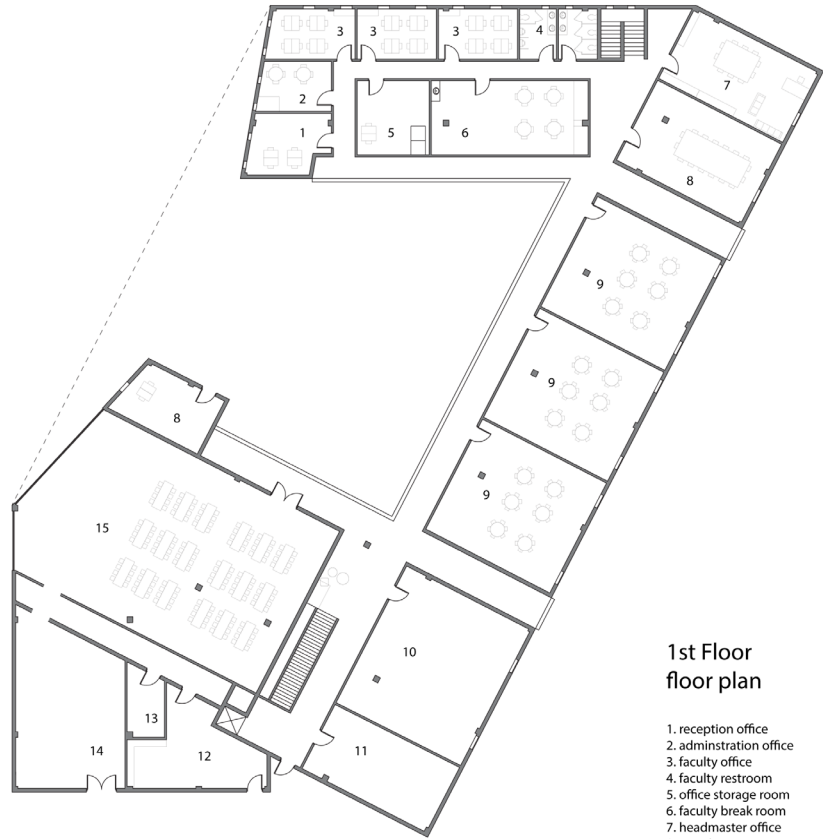 3
3
3
4
2
1
5
6
7
8
9
9
9
8
15
10
11
13
12
14
1st Floor
floor plan
1. reception office
2. adminstration office
3. faculty office
4. faculty restroom
5. office storage room
6. faculty break room
7. headmaster office